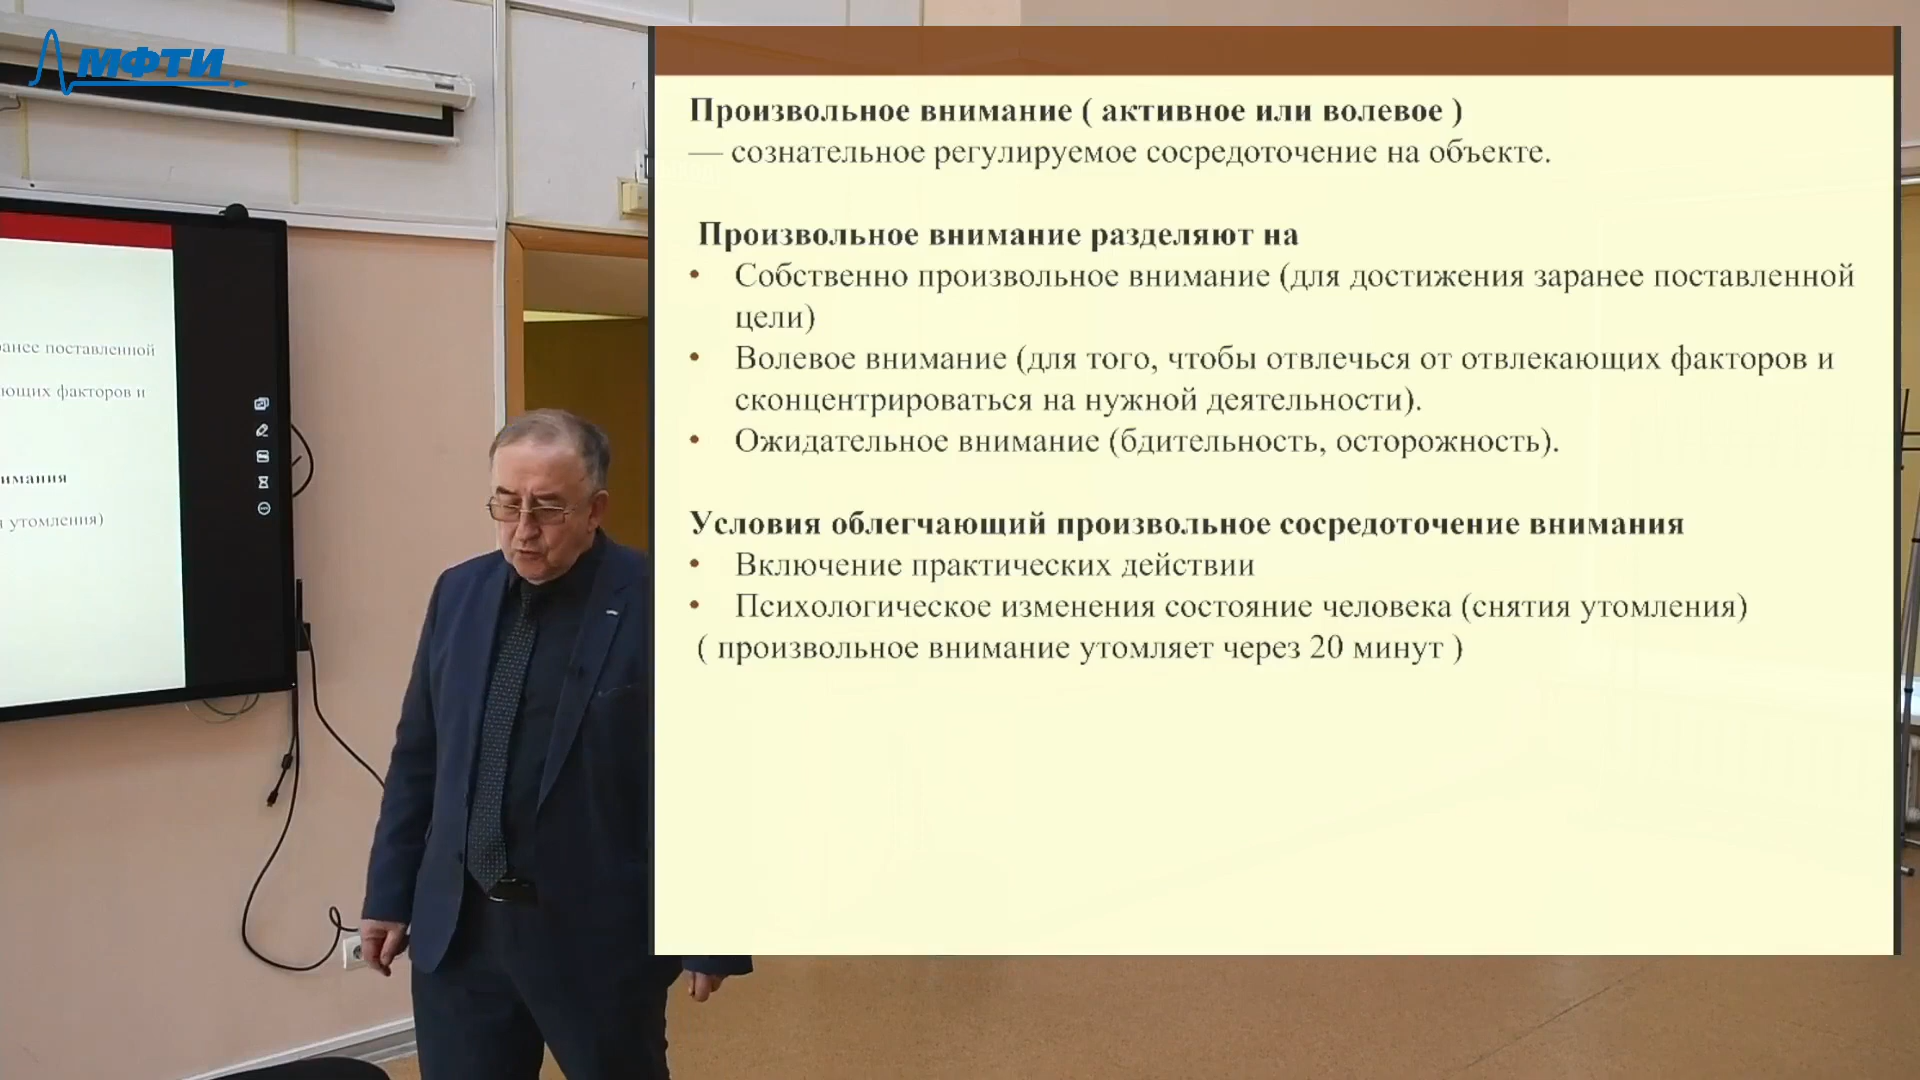 МФТИ
Произвольное внимание ( активное или волевое )
— сознательное регулируемое сосредоточение на объекте.
Произвольное внимание разделяют на
• Собственно произвольное внимание (для достижения заранее поставленной
цели)
• Волевое внимание (для того, чтобы отвлечься от отвлекающих факторов и
сконцентрироваться на нужной деятельности).
• Ожидательное внимание (бдительность, осторожность).
Условия облегчающий произвольное сосредоточение внимания
• Включение практических действии
• Психологическое изменения состояние человека (снятия утомления)
( произвольное внимание утомляет через 20 минут )
анее поставленной
ющих факторов и
имания
я утомления)